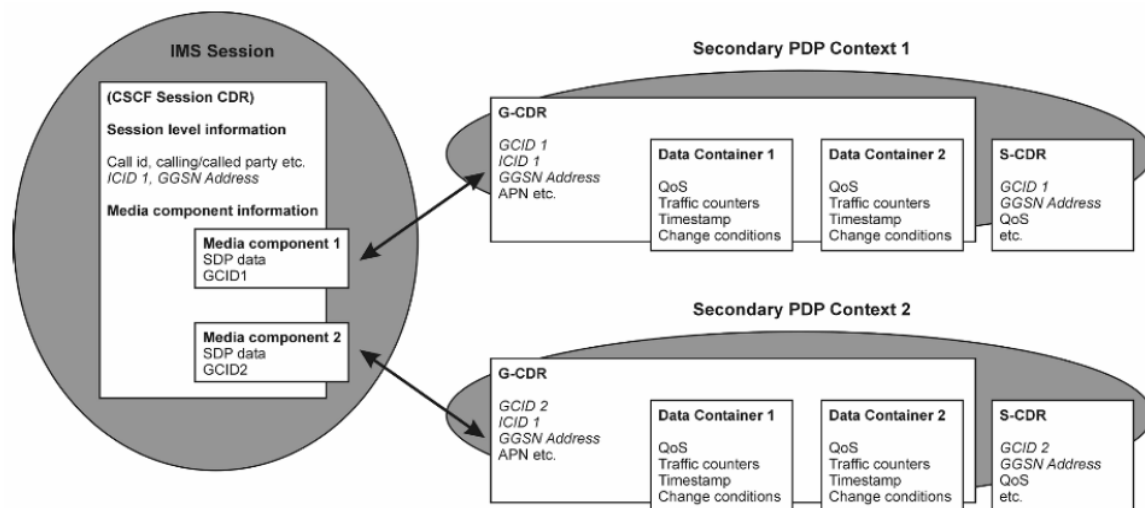 IMS Session
(CSCF Session CDR)
Session level information
Call id, calling/called party etc.
ICID 1, GGSN Address
Media component information
Media component 1
SDP data
GCID1
Media component 2
SDP data
GCID2
Secondary PDP Context 1
G-CDR
GCID 1
ICID 1
GGSN Address
APN etc.
Data Container 1
QoS
Traffic counters
Timestamp
Change conditions
Data Container 2
QoS
Traffic counters
Timestamp
Change conditions
S-CDR
GCID 1
GGSN Address
QoS
etc.
Secondary PDP Context 2
G-CDR
GCID 2
ICID 1
GGSN Address
APN etc.
Data Container 1
QoS
Traffic counters
Timestamp
Change conditions
Data Container 2
QoS
Traffic counters
Timestamp
Change conditions
S-CDR
GCID 2
GGSN Address
QoS
etc.